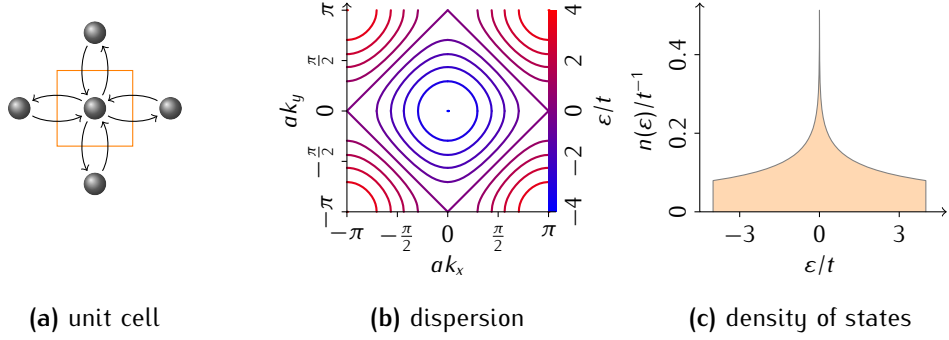 π
π/2
0
−π/2
−π
ak_y
−π
−π/2
0
π/2
π
ak_x
4
2
0
−2
−4
ε/t
0.4
0.2
0
n(ε)/t⁻¹
−3
0
3
ε/t
(a) unit cell
(b) dispersion
(c) density of states